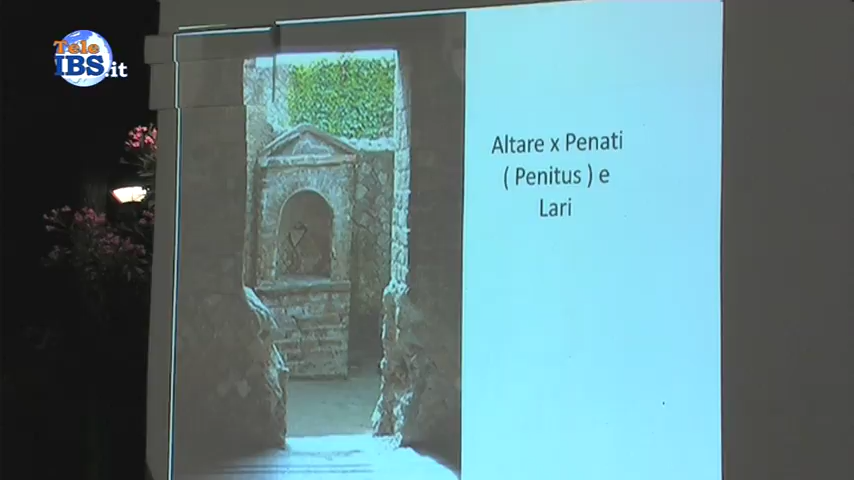 Tele
IBS.it
Altare x Penati
( Penitus ) e
Lari